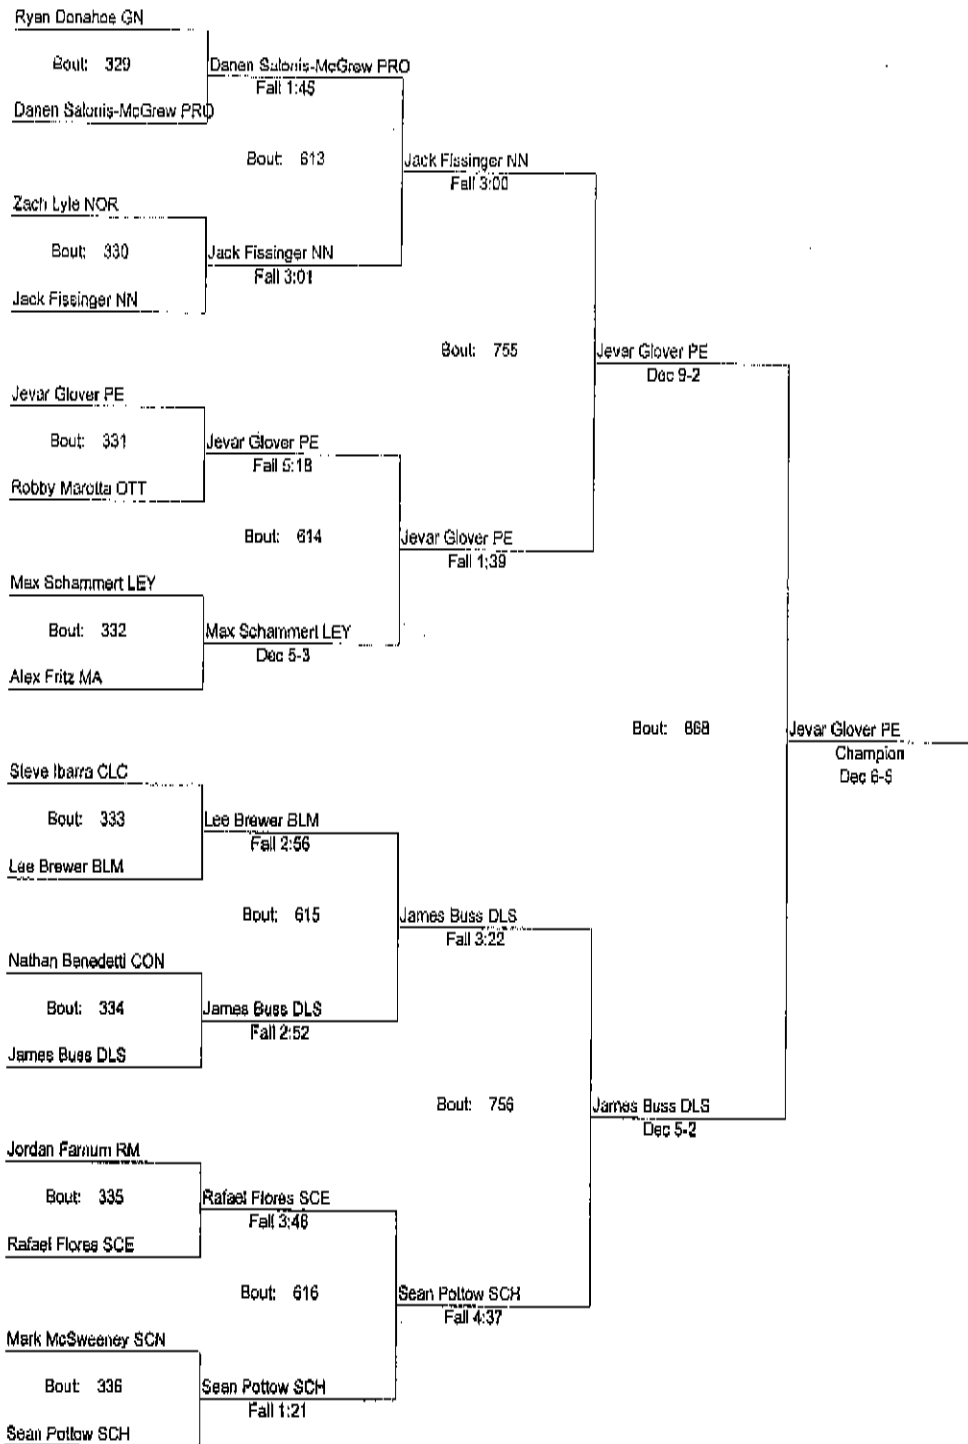 Ryan Donahoe GN
Bout: 329
Danen Salonis-McGrew PRO
Fall 1:45
Danen Salonis-McGrew PRO
Bout: 613
Jack Fissinger NN
Fall 3:00
Zach Lyle NOR
Bout: 330
Jack Fissinger NN
Fall 3:01
Jack Fissinger NN
Bout: 755
Jevar Glover PE
Dec 9-2
Jevar Glover PE
Bout: 331
Jevar Glover PE
Fall 5:18
Robby Marotta OTT
Bout: 614
Jevar Glover PE
Fall 1:39
Max Schammert LEY
Bout: 332
Max Schammert LEY
Dec 5-3
Alex Fritz MA
Bout: 868
Jevar Glover PE
Champion
Dec 6-5
Steve Ibarra CLC
Bout: 333
Lee Brewer BLM
Fall 2:56
Lee Brewer BLM
Bout: 615
James Buss DLS
Fall 3:22
Nathan Benedetti CON
Bout: 334
James Buss DLS
Fall 2:52
James Buss DLS
Bout: 756
James Buss DLS
Dec 5-2
Jordan Farnum RM
Bout: 335
Rafael Flores SCE
Fall 3:46
Rafael Flores SCE
Bout: 616
Sean Pottow SCH
Fall 4:37
Mark McSweeney SCN
Bout: 336
Sean Pottow SCH
Fall 1:21
Sean Pottow SCH